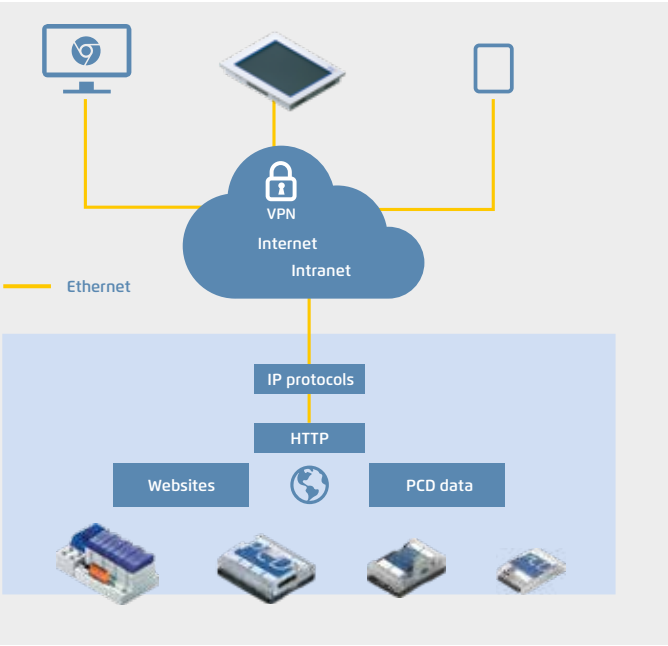 VPN
Internet
Intranet
Ethernet
IP protocols
HTTP
Websites
PCD data